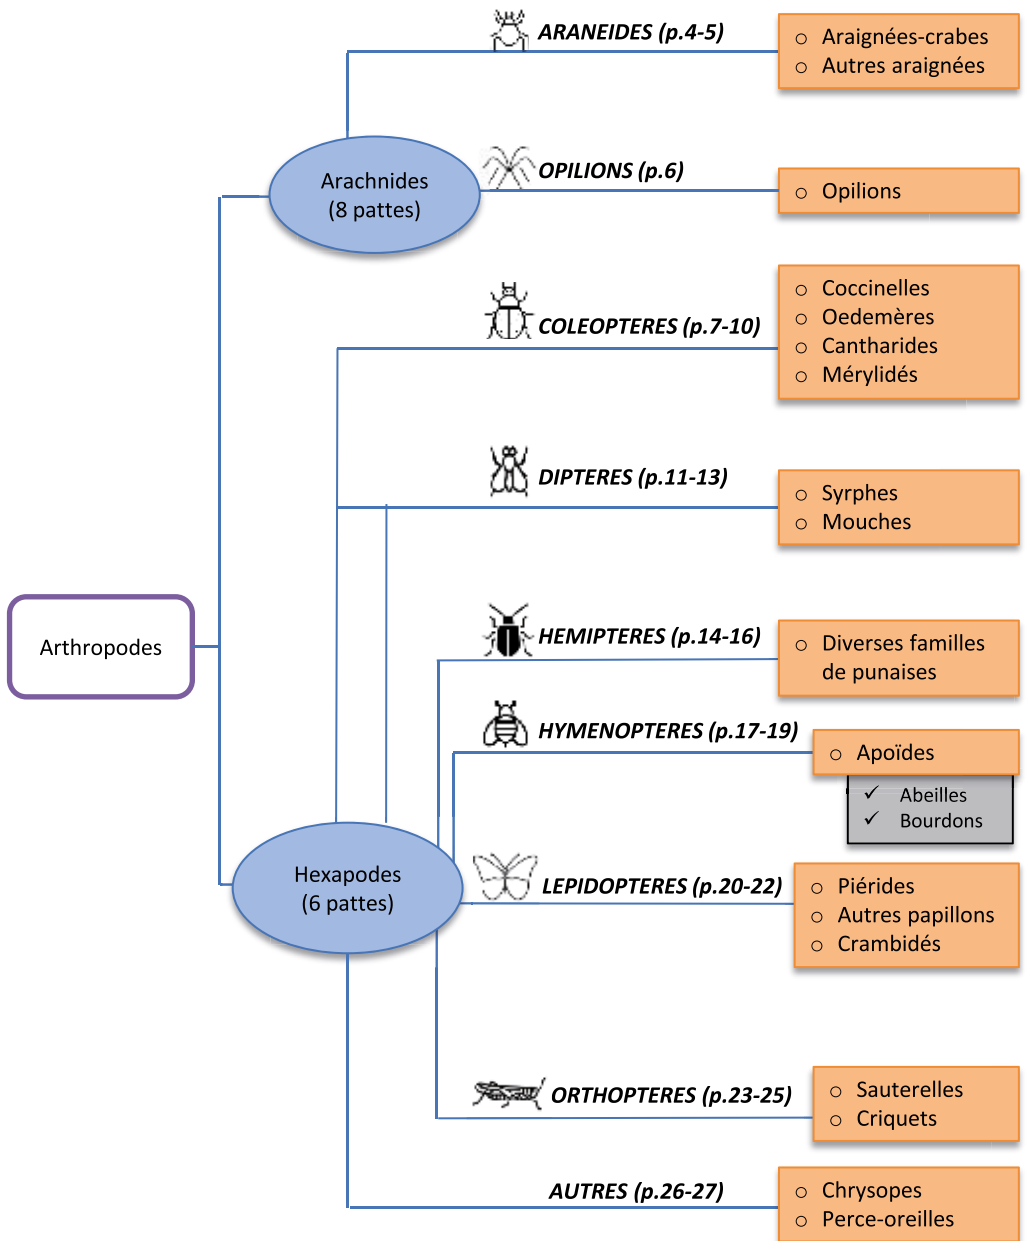 ARANEIDES (p.4-5)
o Araignées-crabes
o Autres araignées
Arachnides
(8 pattes)
OPILIONS (p.6)
o Opilions
COLEOPTERES (p.7-10)
o Coccinelles
o Oedemères
o Cantharides
o Mérylidés
DIPTERES (p.11-13)
o Syrphes
o Mouches
Arthropodes
HEMIPTERES (p.14-16)
o Diverses familles
de punaises
HYMENOPTERES (p.17-19)
o Apoïdes
✓ Abeilles
✓ Bourdons
Hexapodes
(6 pattes)
LEPIDOPTERES (p.20-22)
o Piérides
o Autres papillons
o Crambidés
ORTHOPTERES (p.23-25)
o Sauterelles
o Criquets
AUTRES (p.26-27)
o Chrysopes
o Perce-oreilles